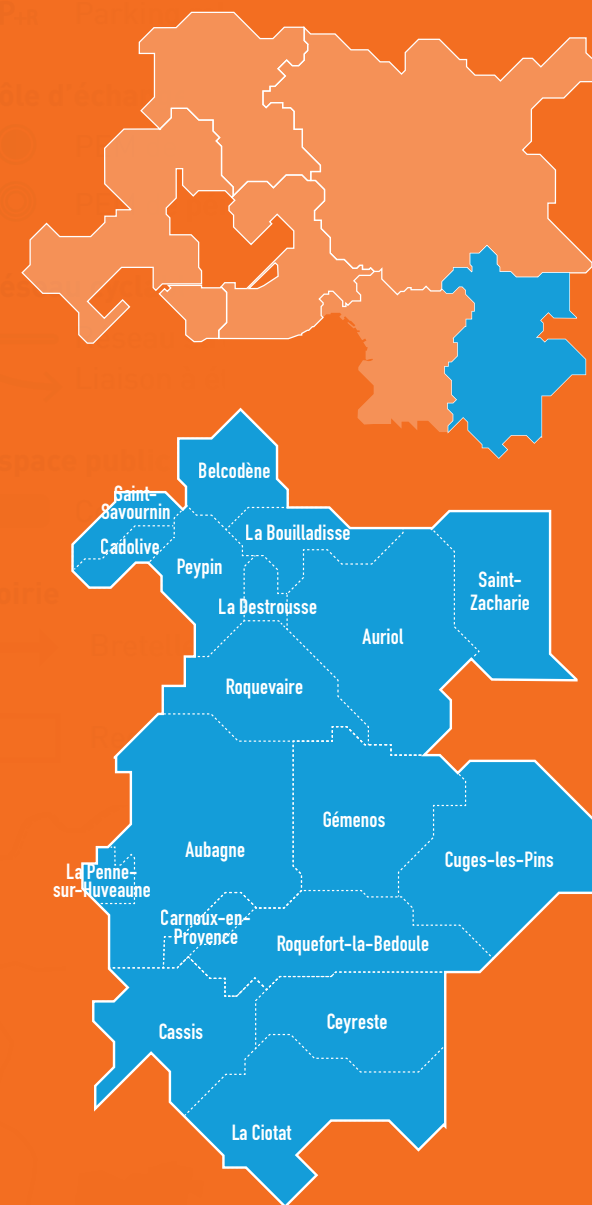 Belcodène
Saint-
Savournin
Cadolive
La Bouilladisse
Peypin
Saint-
Zacharie
La Destrousse
Auriol
Roquevaire
Gémenos
Aubagne
Cuges-les-Pins
La Penne-
sur-Huveaune
Carnoux-en-
Provence
Roquefort-la-Bedoule
Ceyreste
Cassis
La Ciotat